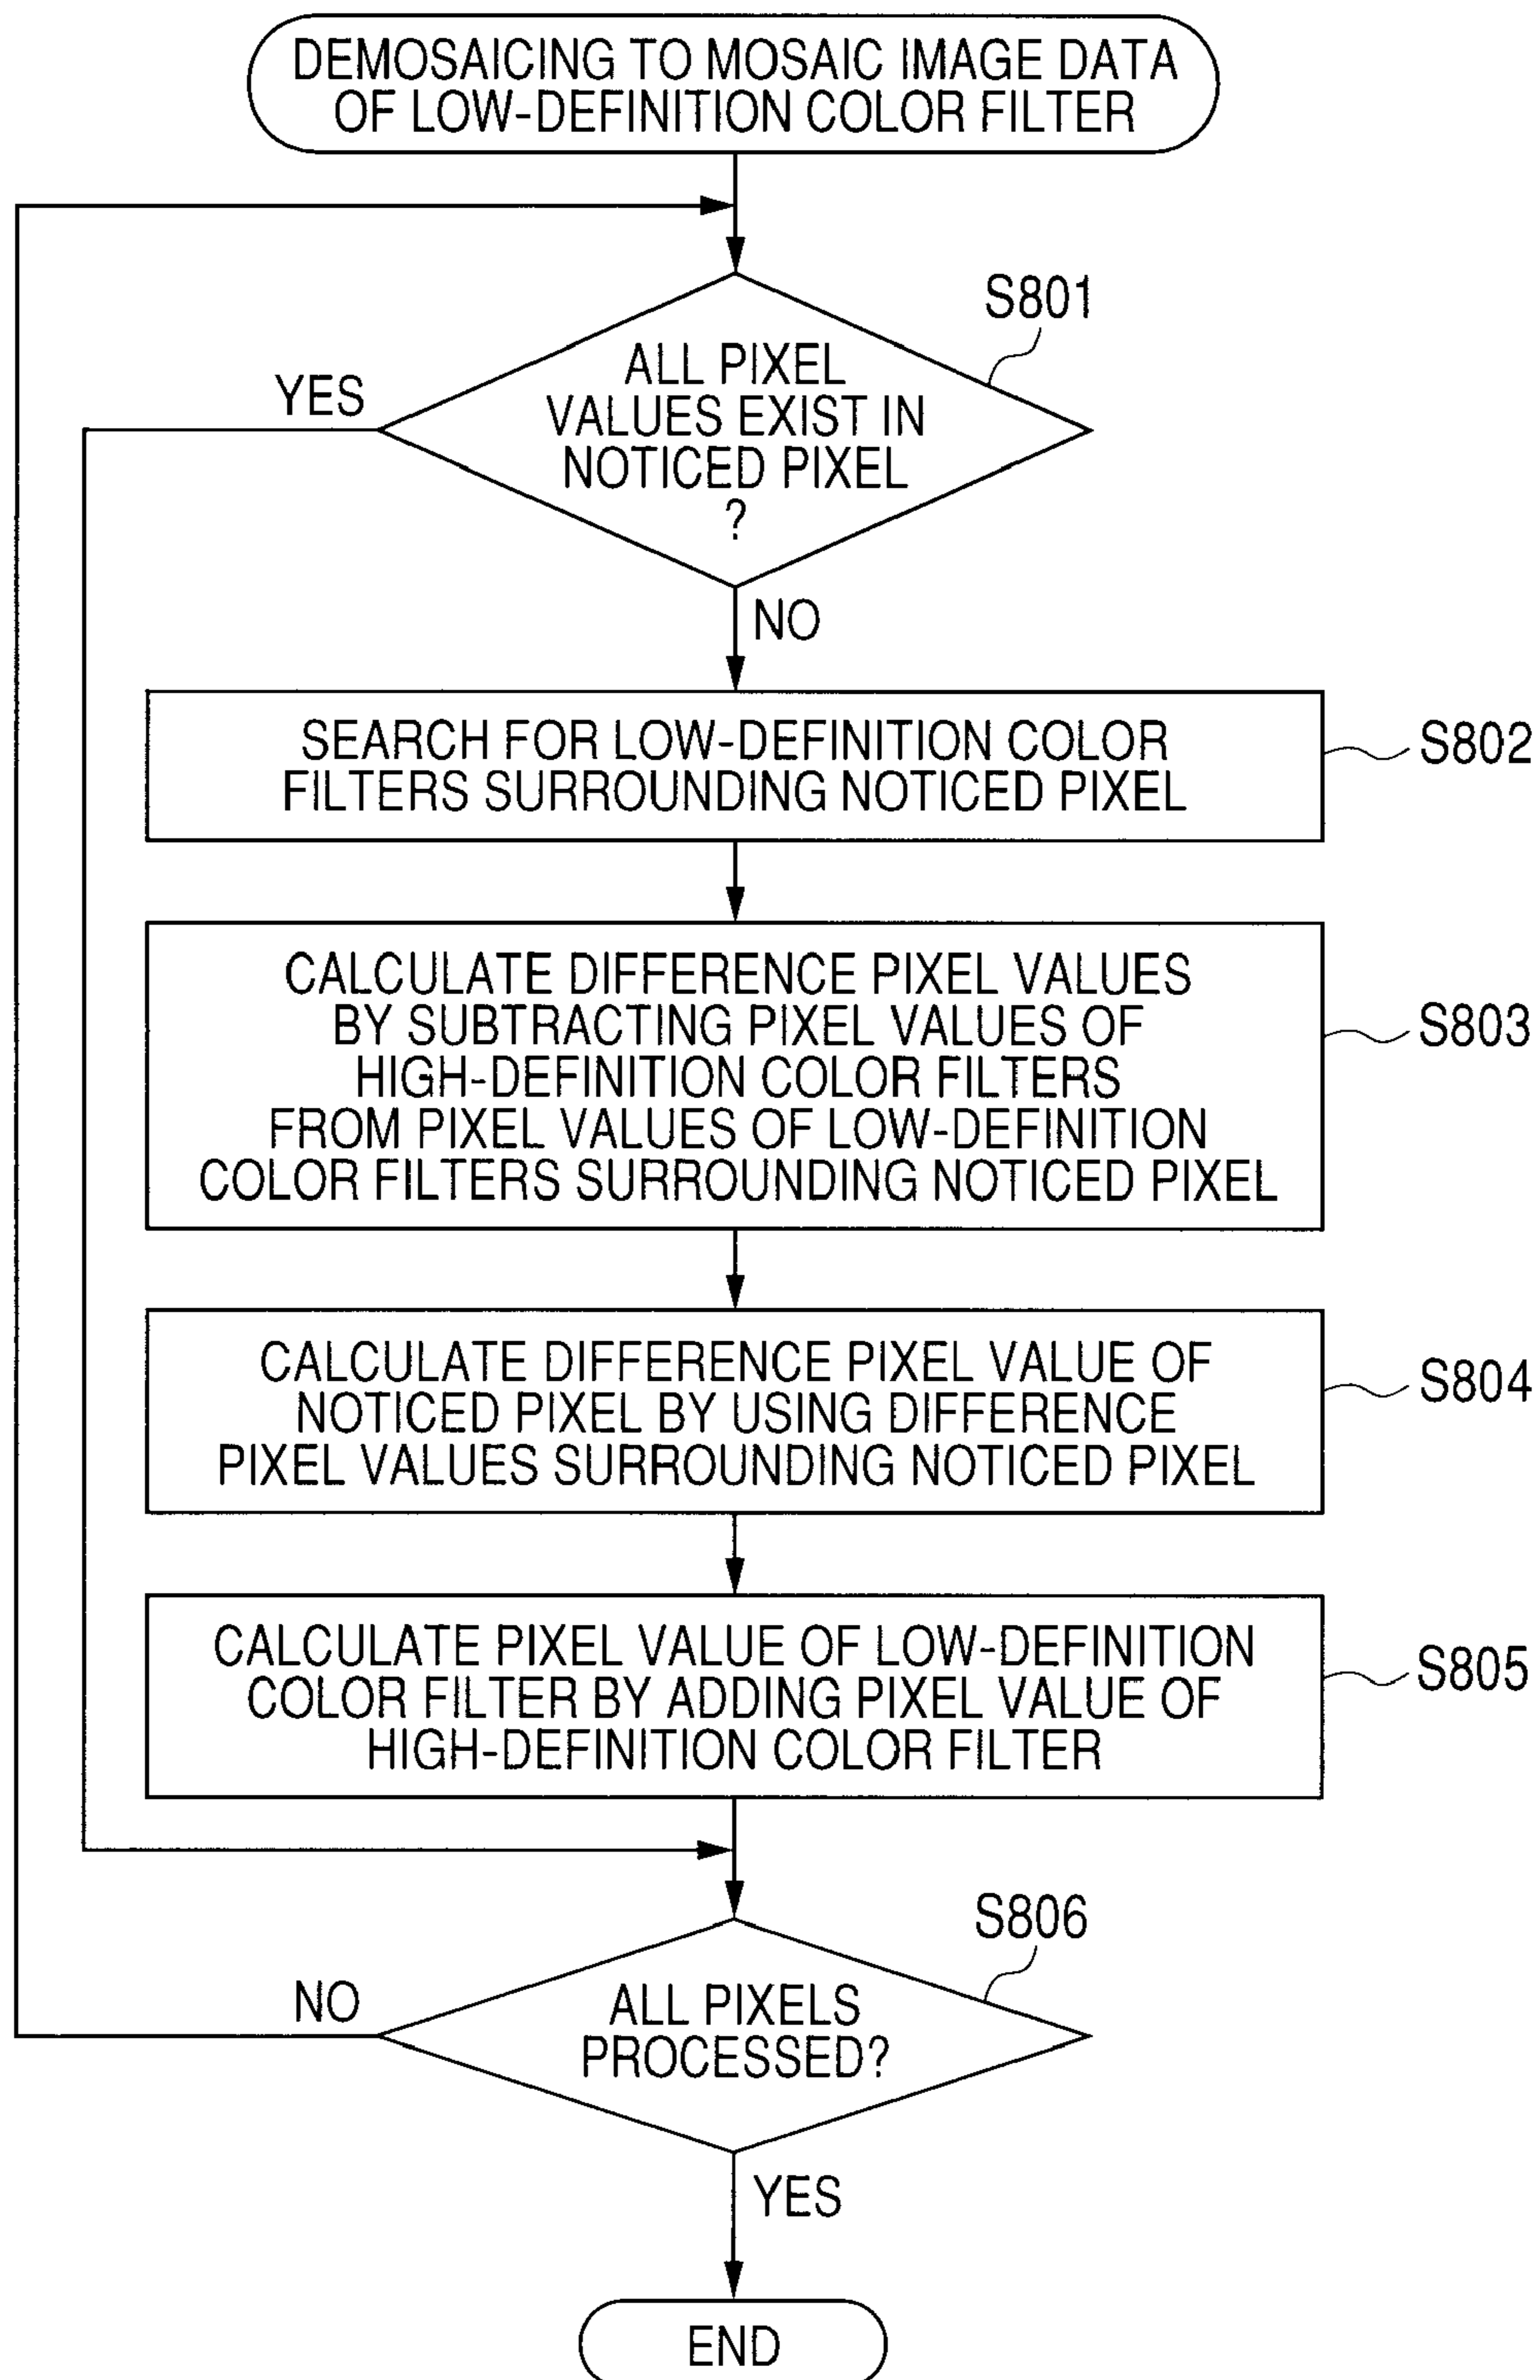 DEMOSAICING TO MOSAIC IMAGE DATA
OF LOW-DEFINITION COLOR FILTER
S801
ALL PIXEL
VALUES EXIST IN
NOTICED PIXEL
?
YES
NO
SEARCH FOR LOW-DEFINITION COLOR
FILTERS SURROUNDING NOTICED PIXEL
S802
CALCULATE DIFFERENCE PIXEL VALUES
BY SUBTRACTING PIXEL VALUES OF
HIGH-DEFINITION COLOR FILTERS
FROM PIXEL VALUES OF LOW-DEFINITION
COLOR FILTERS SURROUNDING NOTICED PIXEL
S803
CALCULATE DIFFERENCE PIXEL VALUE OF
NOTICED PIXEL BY USING DIFFERENCE
PIXEL VALUES SURROUNDING NOTICED PIXEL
S804
CALCULATE PIXEL VALUE OF LOW-DEFINITION
COLOR FILTER BY ADDING PIXEL VALUE OF
HIGH-DEFINITION COLOR FILTER
S805
S806
ALL PIXELS
PROCESSED?
NO
YES
END